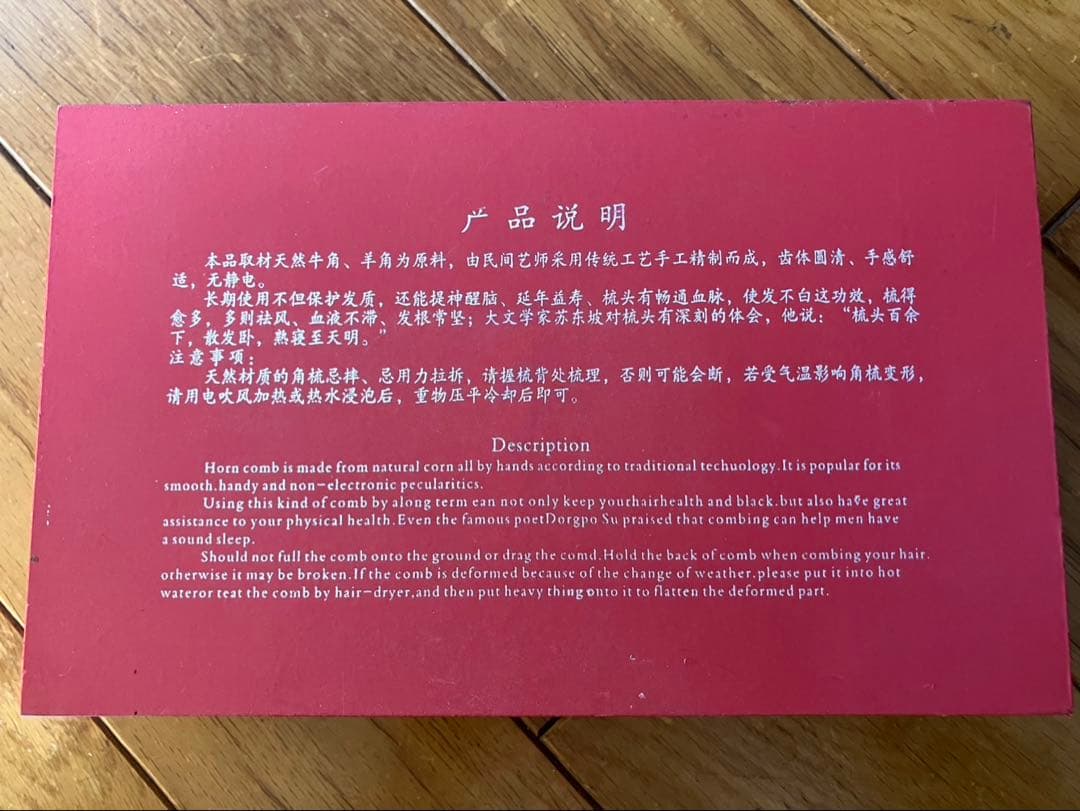 产品说明
本品取材天然牛角、羊角为原料，由民间艺师采用传统工艺手工精制而成，齿体圆清、手感舒
适，无静电。
长期使用不但保护发质，还能提神醒脑、延年益寿、梳头有畅通血脉，使发不白这功效，梳得
愈多，多则祛风、血液不滞、发根常坚；大文学家苏东坡对梳头有深刻的体会，他说：“梳头百余
下，散发卧，熟寝至天明。”
注意事项：
天然材质的角梳忌摔、忌用力拉拆，请握梳背处梳理，否则可能会断，若受气温影响角梳变形，
请用电吹风加热或热水浸泡后，重物压平冷却后即可。
Description
Horn comb is made from natural corn all by hands according to traditional techuology.It is popular for its
smooth.handy and non-electronic pecularitics.
Using this kind of comb by along term ean not only keep yourhairhealth and black.but also have great
assistance to your physical health.Even the famous poetDorgpo Su praised that combing can help men have
a sound sleep.
Should not full the comb onto the ground or drag the comd.Hold the back of comb when combing your hair.
otherwise it may be broken.If the comb is deformed because of the change of weather.please put it into hot
wateror teat the comb by hair-dryer,and then put heavy thing onto it to flatten the deformed part.